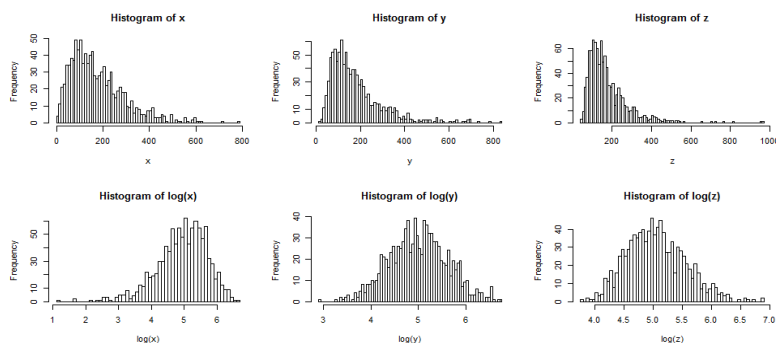 Histogram of x
Histogram of y
Histogram of z
Frequency
0 10 20 30 40 50
0 200 400 600 800
x
Frequency
0 10 30 50
0 200 400 600 800
y
Frequency
0 20 40 60
200 400 600 800 1000
z
Histogram of log(x)
Histogram of log(y)
Histogram of log(z)
Frequency
0 10 30 50
1 2 3 4 5 6
log(x)
Frequency
0 10 20 30 40
3 4 5 6
log(y)
Frequency
0 10 20 30 40
4.0 4.5 5.0 5.5 6.0 6.5 7.0
log(z)